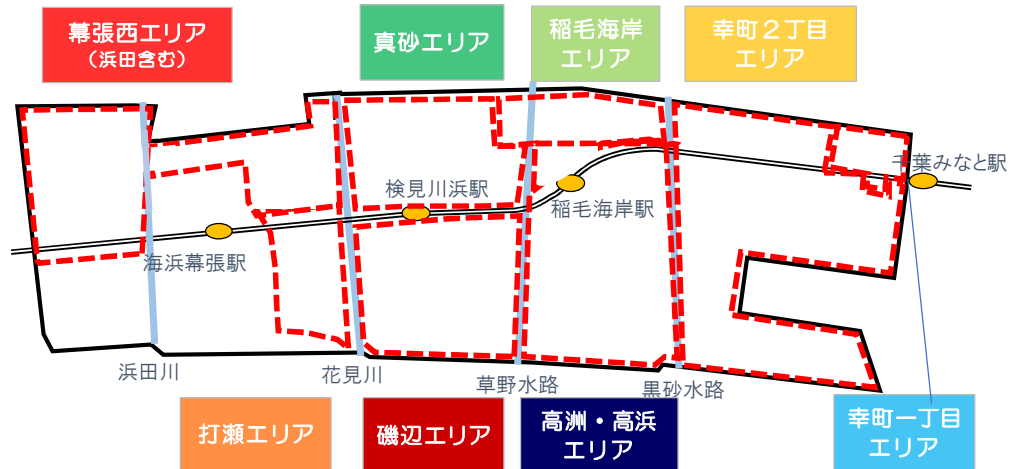 幕張西エリア
（浜田含む）
真砂エリア
稲毛海岸
エリア
幸町２丁目
エリア
千葉みなと駅
検見川浜駅
稲毛海岸駅
海浜幕張駅
浜田川
花見川
草野水路
黒砂水路
打瀬エリア
磯辺エリア
高洲・高浜
エリア
幸町一丁目
エリア